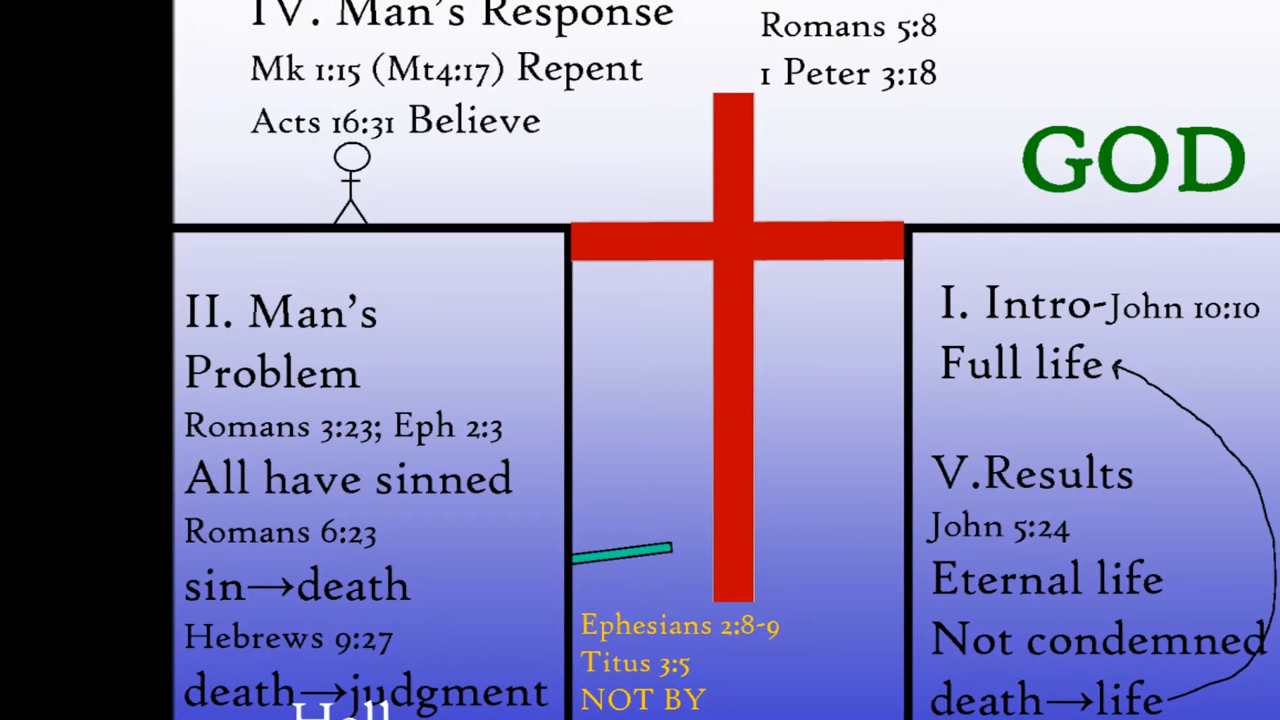 IV. Man's Response
Mk 1:15 (Mt4:17) Repent
Acts 16:31 Believe
Romans 5:8
1 Peter 3:18
GOD
II. Man's
Problem
Romans 3:23; Eph 2:3
All have sinned
Romans 6:23
sin→death
Hebrews 9:27
death→judgment
Hell
Ephesians 2:8-9
Titus 3:5
NOT BY
I. Intro-John 10:10
Full life
V.Results
John 5:24
Eternal life
Not condemned
death→life